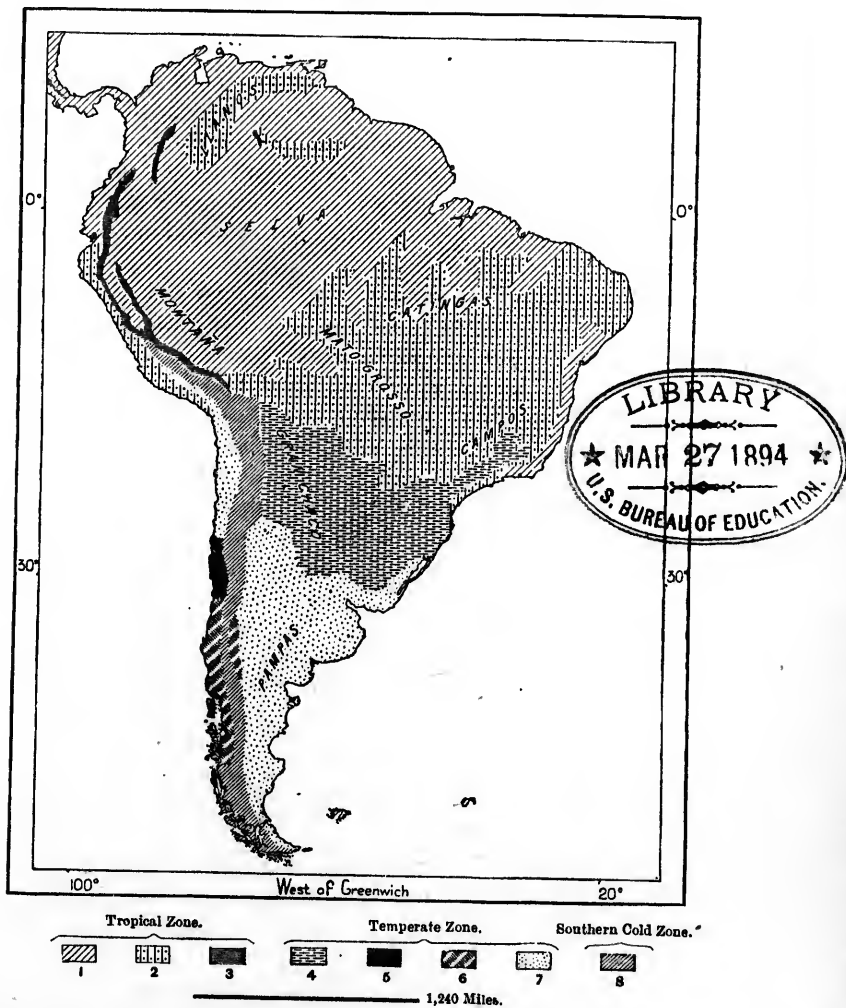 LLANOS
0°
0°
SELVA
MONTAÑA
CATINGAS
MATO GROSSO
CAMPOS
GRAN CHACO
LIBRARY
MAR 27 1894
U.S. BUREAU OF EDUCATION.
30°
30°
PAMPAS
100°
West of Greenwich
20°
Tropical Zone.
Temperate Zone.
Southern Cold Zone.
1
2
3
4
5
6
7
8
1,240 Miles.